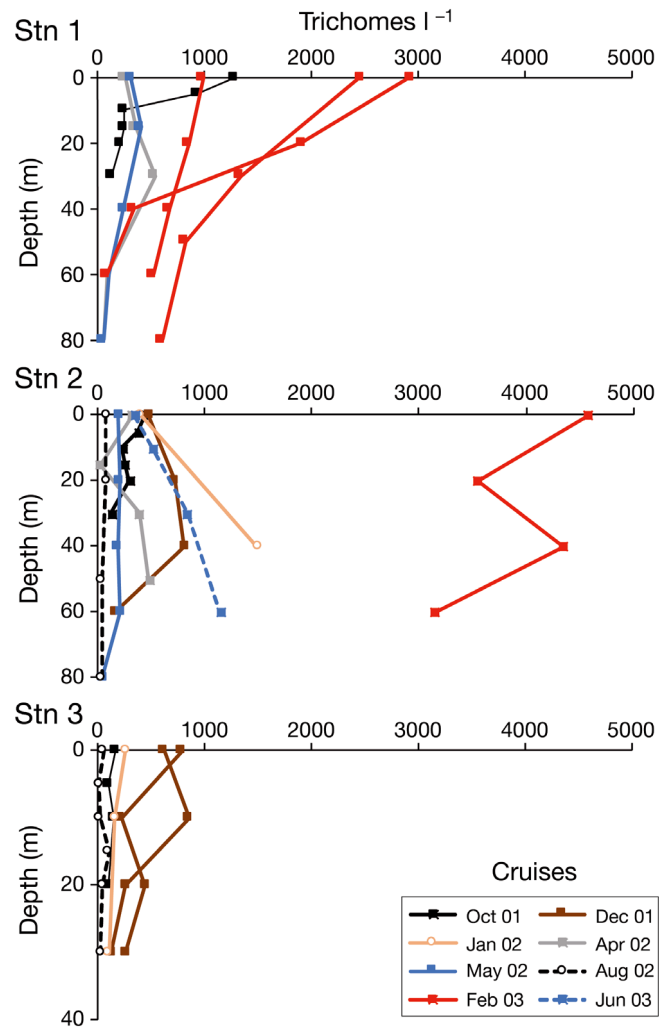 Stn 1
Trichomes l⁻¹
0 1000 2000 3000 4000 5000
0
20
40
60
80
Depth (m)
Stn 2
0 1000 2000 3000 4000 5000
0
20
40
60
80
Depth (m)
Stn 3
0 1000 2000 3000 4000 5000
0
20
40
Depth (m)
Cruises
Oct 01 Dec 01
Jan 02 Apr 02
May 02 Aug 02
Feb 03 Jun 03